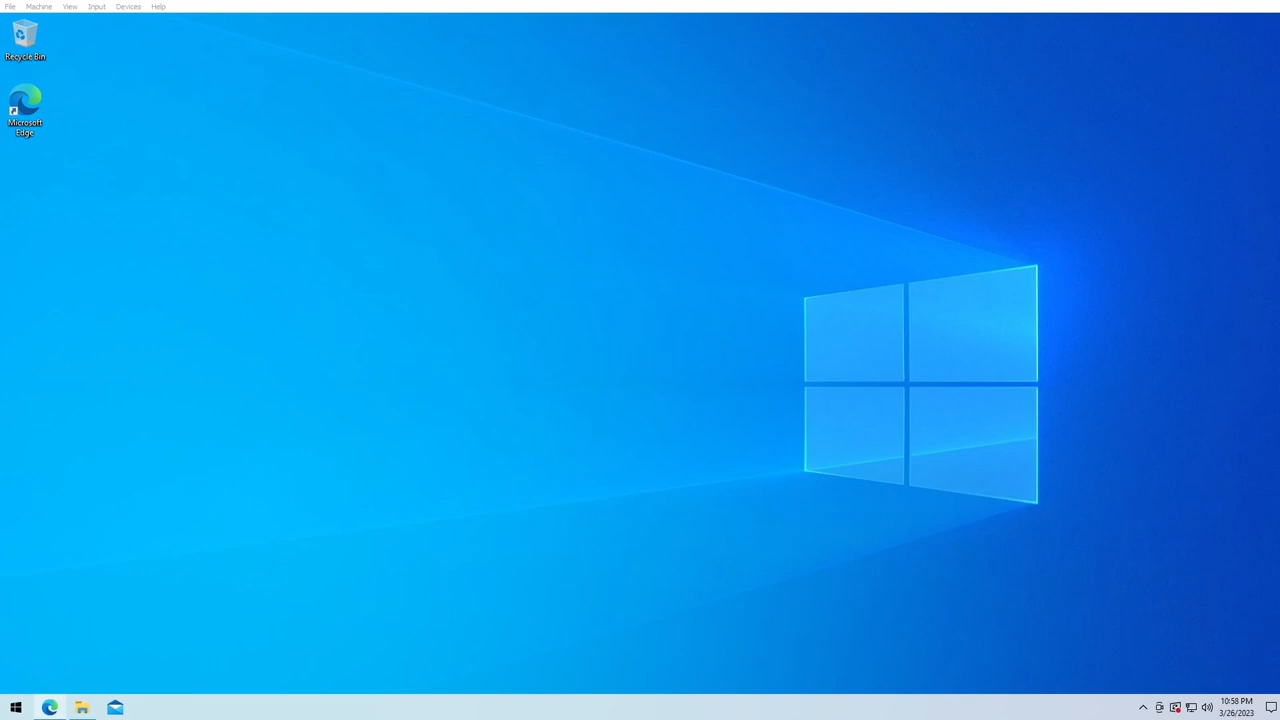 File Machine View Input Devices Help
Recycle Bin
Microsoft
Edge
10:58 PM
3/26/2023